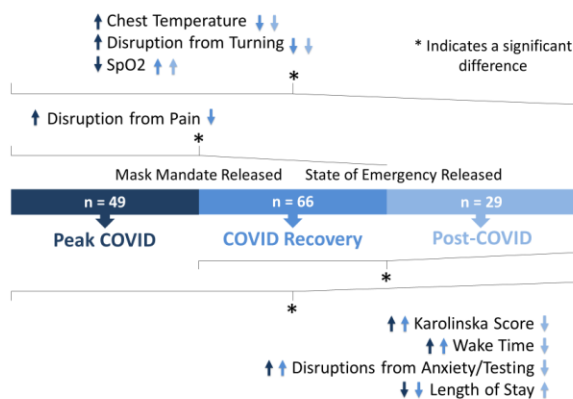 Chest Temperature
Disruption from Turning
SpO2
* Indicates a significant
difference
*
Disruption from Pain
*
Mask Mandate Released State of Emergency Released
n = 49 n = 66 n = 29
Peak COVID COVID Recovery Post-COVID
*
*
Karolinska Score
Wake Time
Disruptions from Anxiety/Testing
Length of Stay